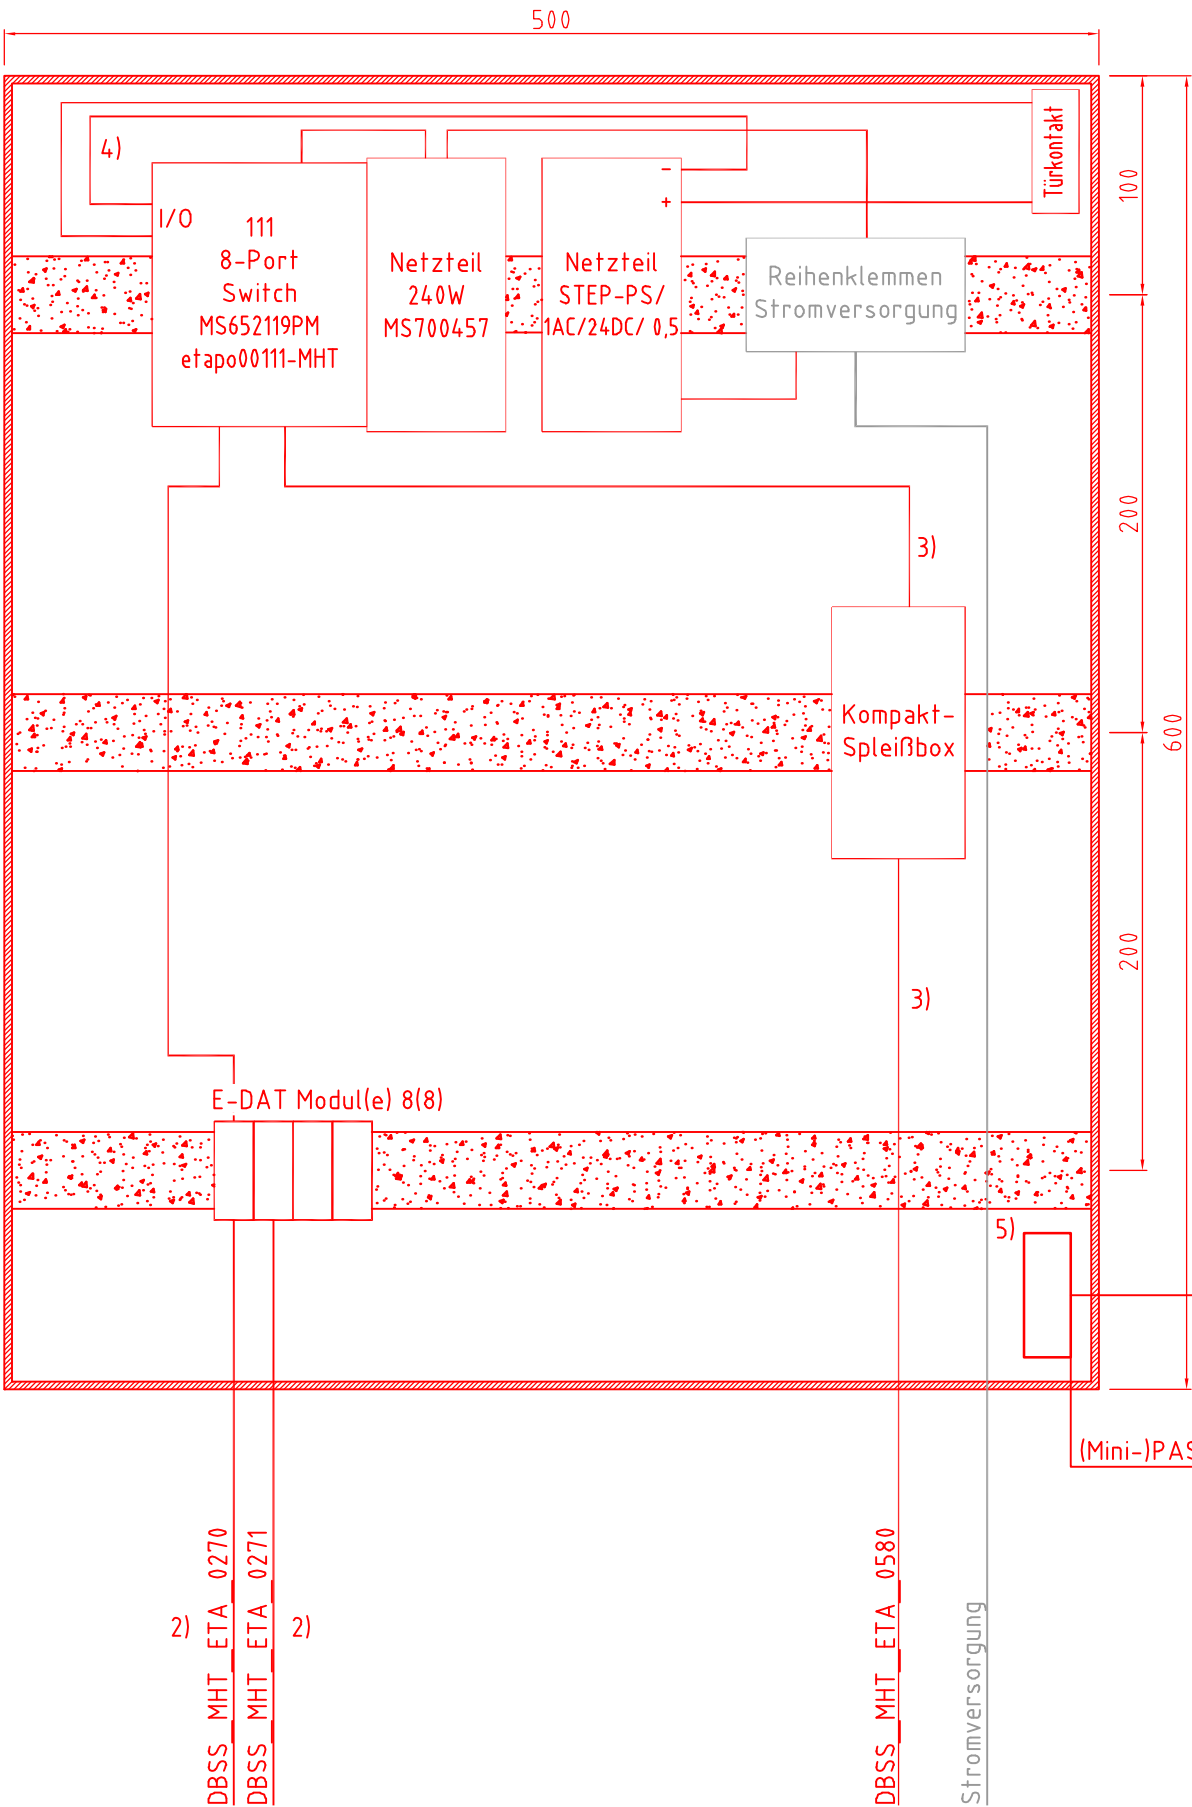 500
4)
Türkontakt
100
I/O
111
8-Port
Switch
MS652119PM
etapo00111-MHT
Netzteil
240W
MS700457
-
+
Netzteil
STEP-PS/
1AC/24DC/ 0,5
Reihenklemmen
Stromversorgung
200
3)
Kompakt-
Spleißbox
600
200
3)
E-DAT Modul(e) 8(8)
5)
(Mini-)PAS
2)
DBSS_MHT_ETA_0270
DBSS_MHT_ETA_0271
2)
DBSS_MHT_ETA_0580
Stromversorgung